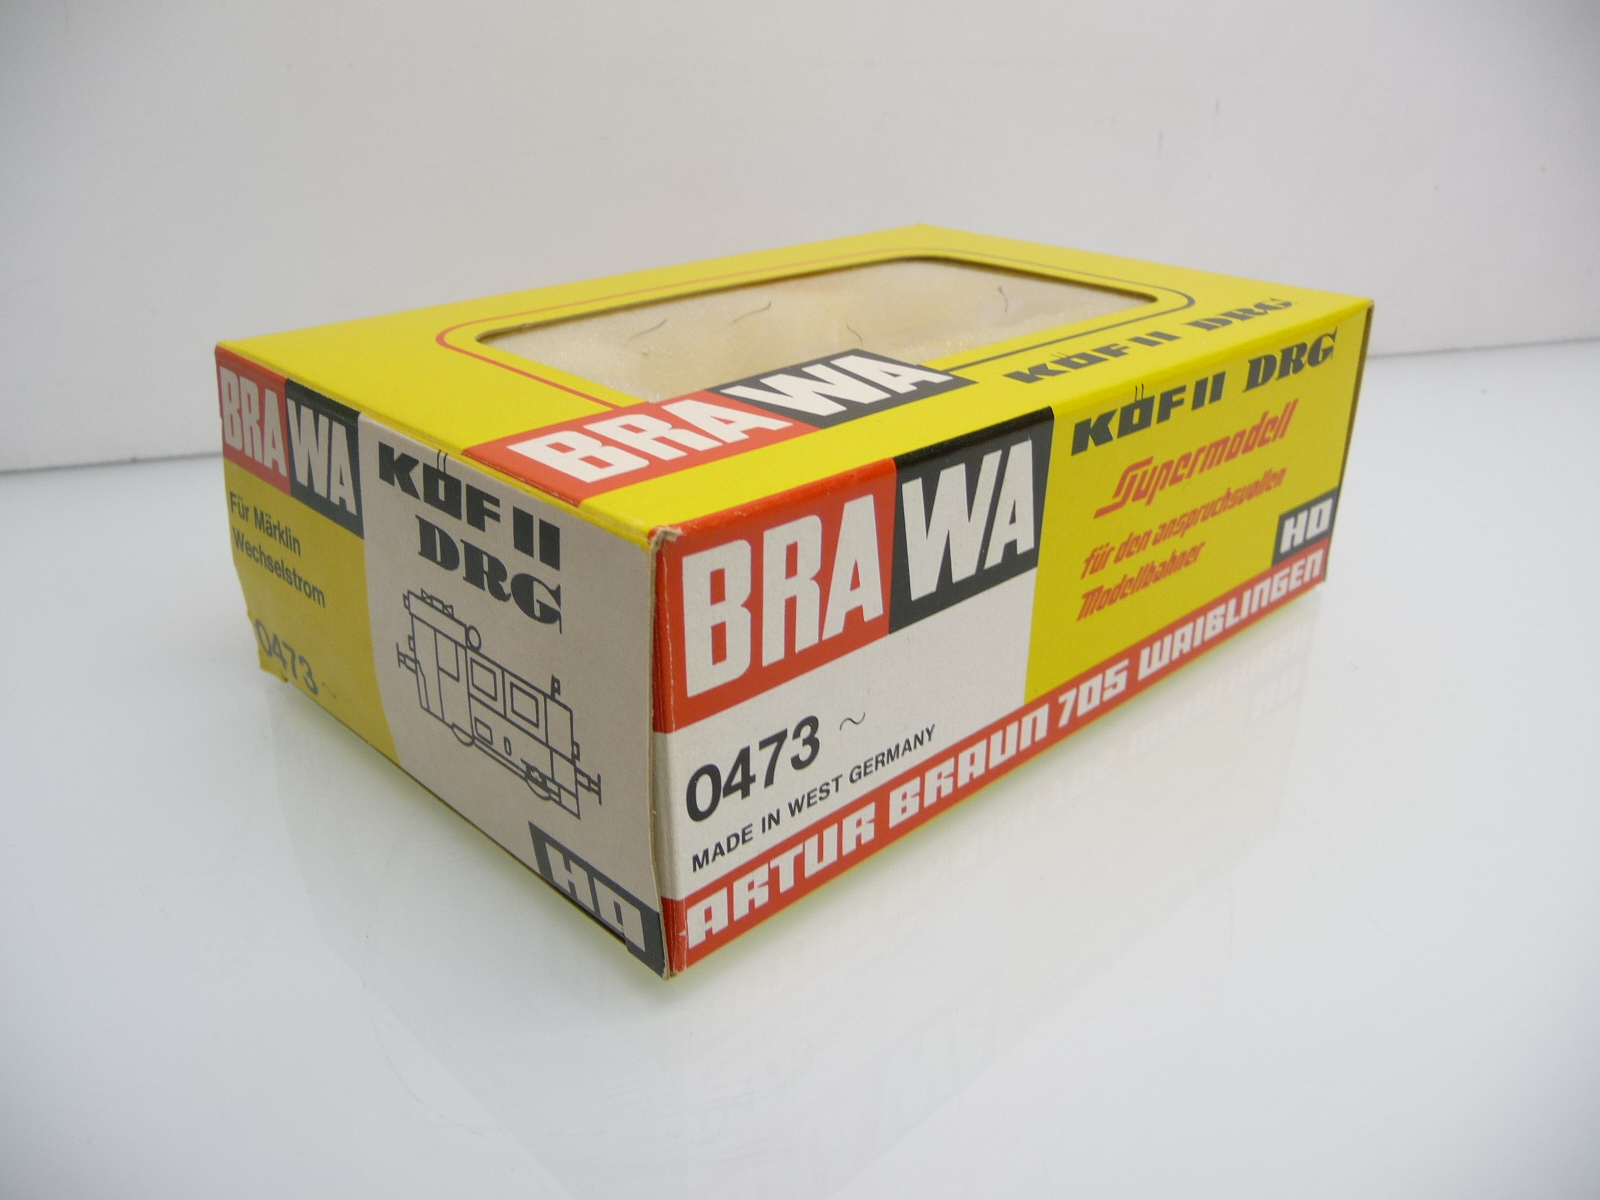 BRAWA
KÖF II DRG
BRAWA
Für Märklin
Wechselstrom
0473 ~
KÖF II
DRG
HO
BRAWA
0473 ~
MADE IN WEST GERMANY
KÖF II DRG
Supermodell
für den anspruchsvollen
Modellbahner
HO
ARTUR BRAUN 705 WAIBLINGEN